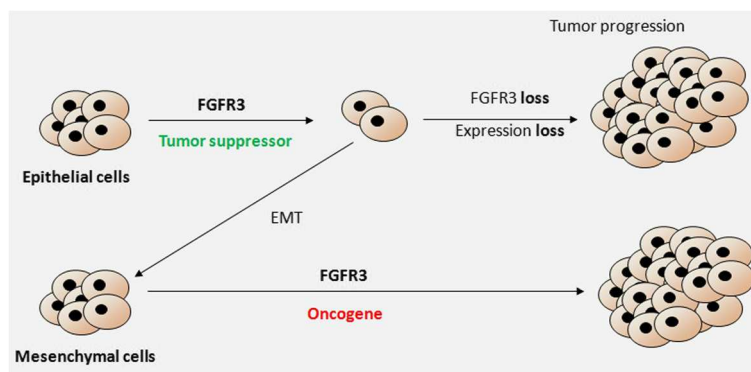 Tumor progression
FGFR3
Tumor suppressor
FGFR3 loss
Expression loss
Epithelial cells
EMT
FGFR3
Oncogene
Mesenchymal cells